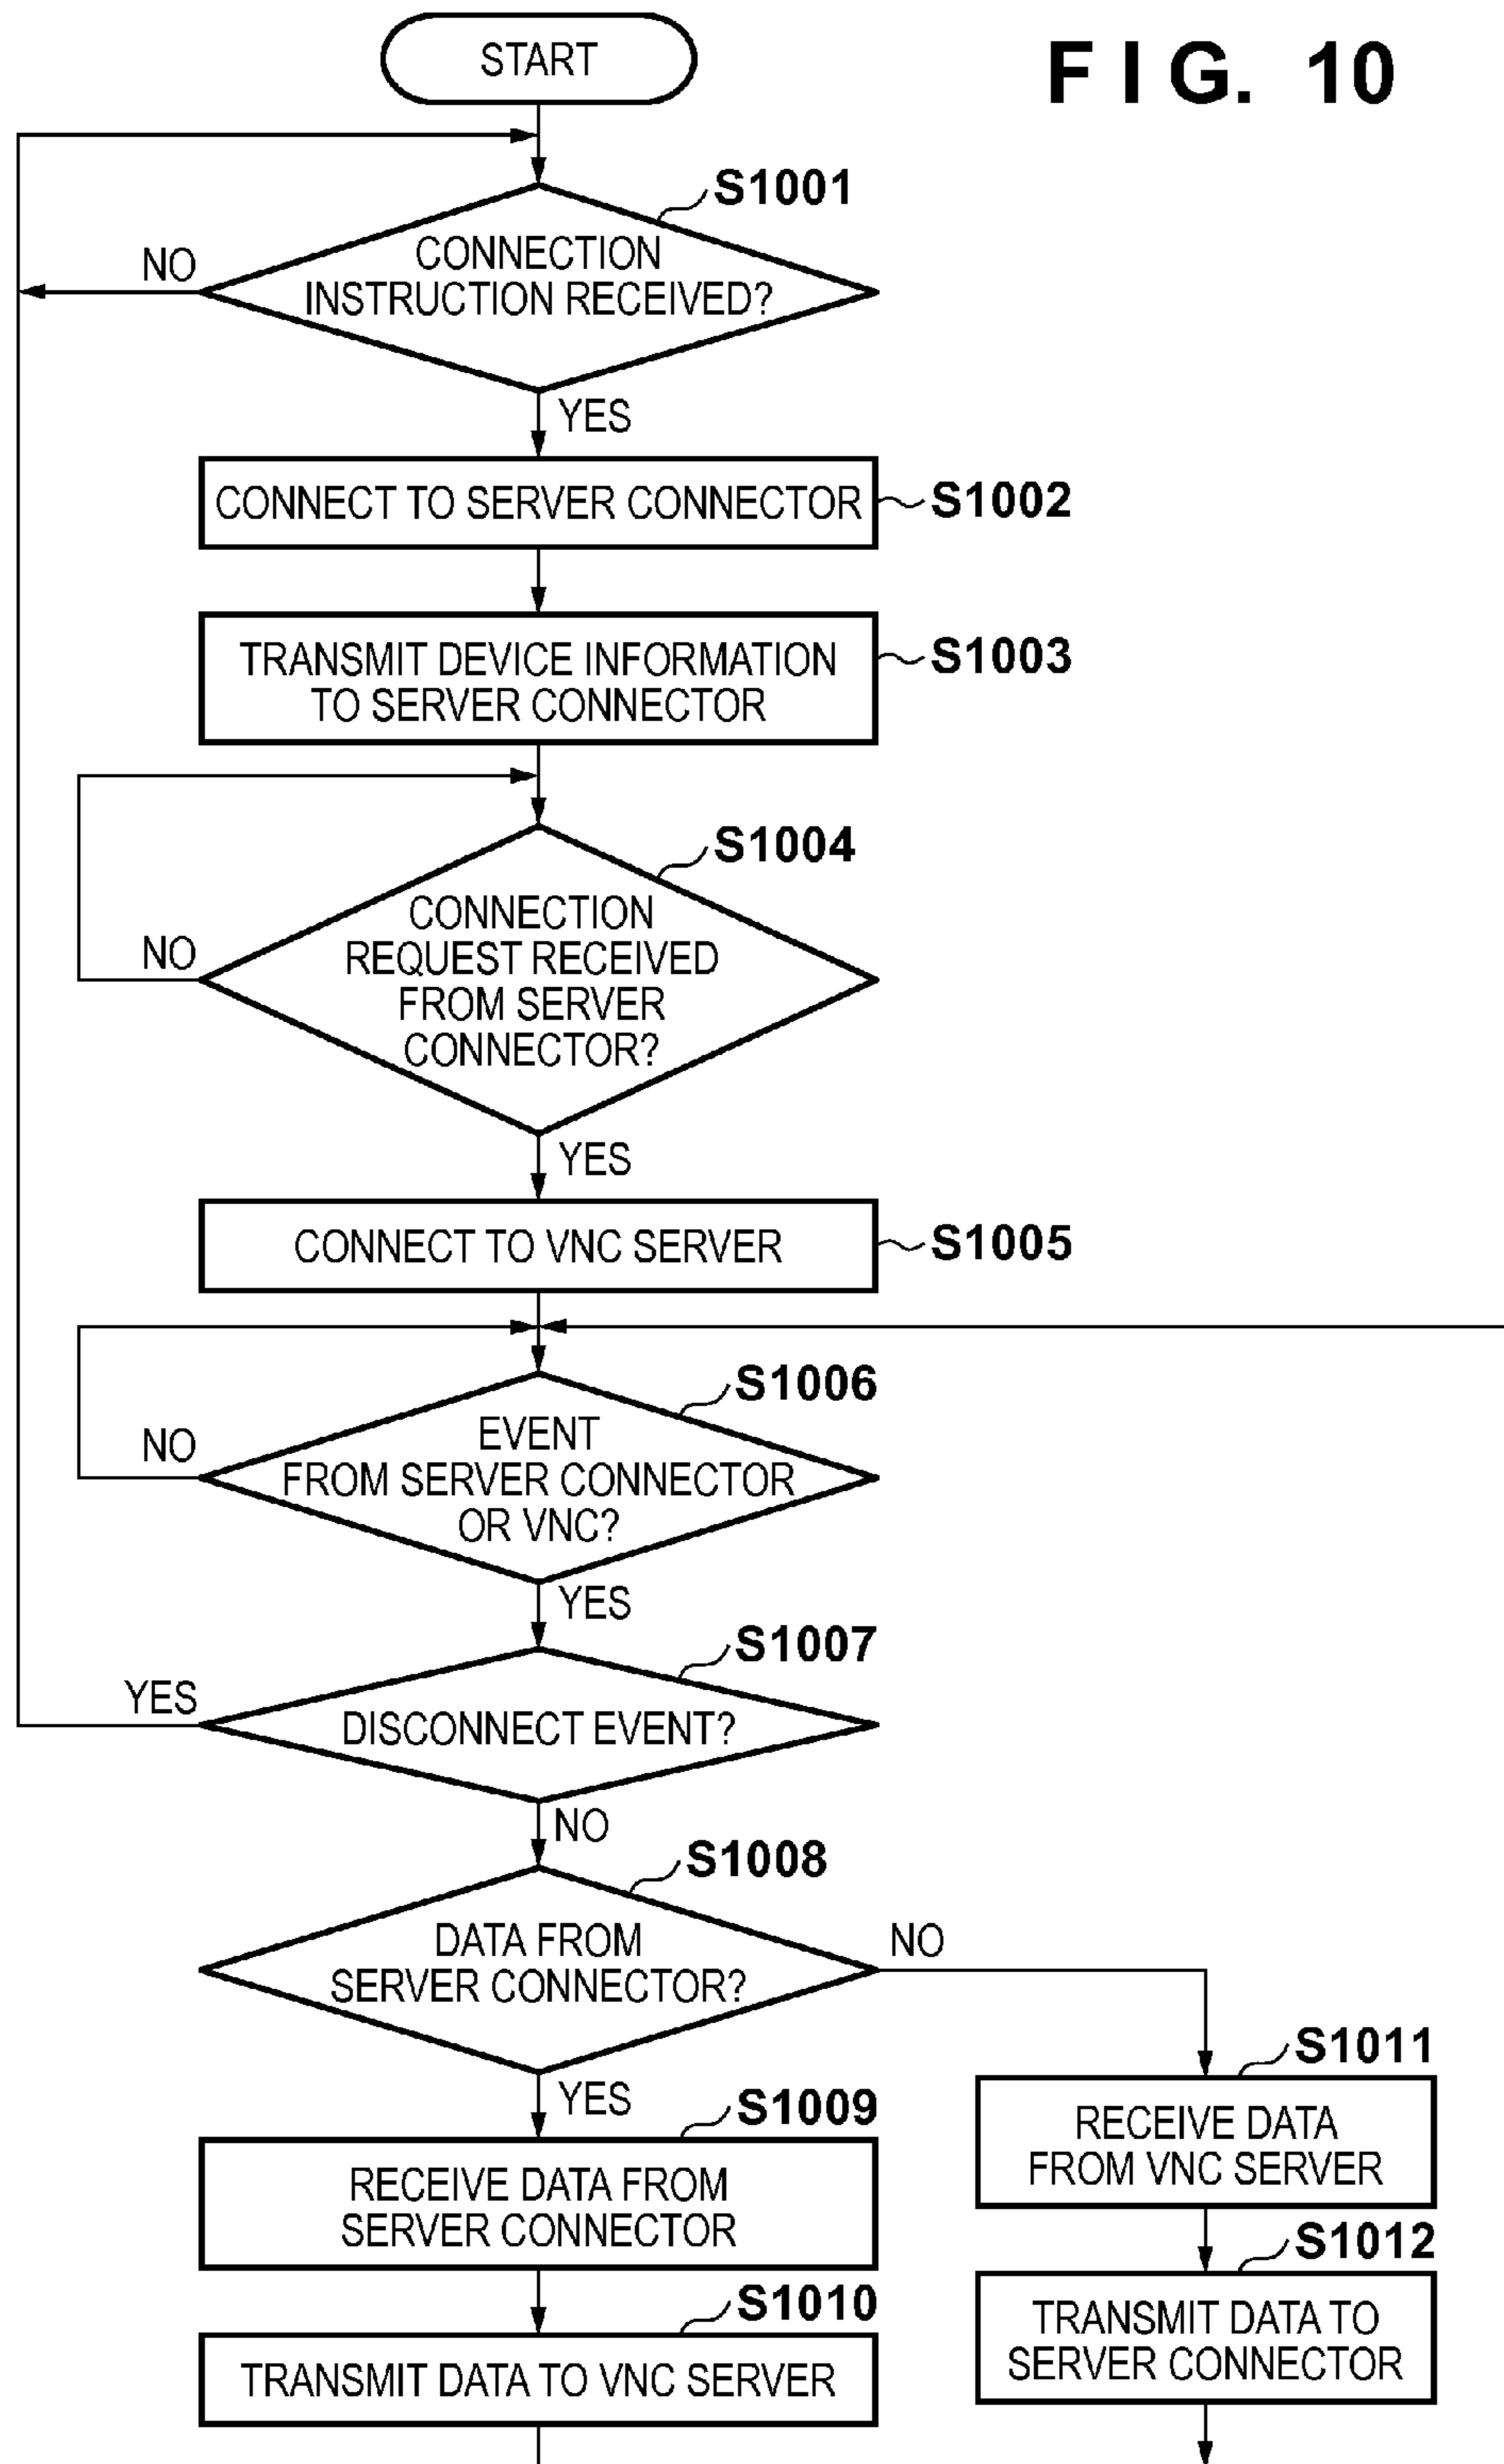 START
F I G. 10
S1001
CONNECTION
INSTRUCTION RECEIVED?
NO
YES
CONNECT TO SERVER CONNECTOR
S1002
TRANSMIT DEVICE INFORMATION
TO SERVER CONNECTOR
S1003
S1004
CONNECTION
REQUEST RECEIVED
FROM SERVER
CONNECTOR?
NO
YES
CONNECT TO VNC SERVER
S1005
S1006
EVENT
FROM SERVER CONNECTOR
OR VNC?
NO
YES
S1007
DISCONNECT EVENT?
YES
NO
S1008
DATA FROM
SERVER CONNECTOR?
NO
YES
S1009
RECEIVE DATA FROM
SERVER CONNECTOR
S1010
TRANSMIT DATA TO VNC SERVER
S1011
RECEIVE DATA
FROM VNC SERVER
S1012
TRANSMIT DATA TO
SERVER CONNECTOR